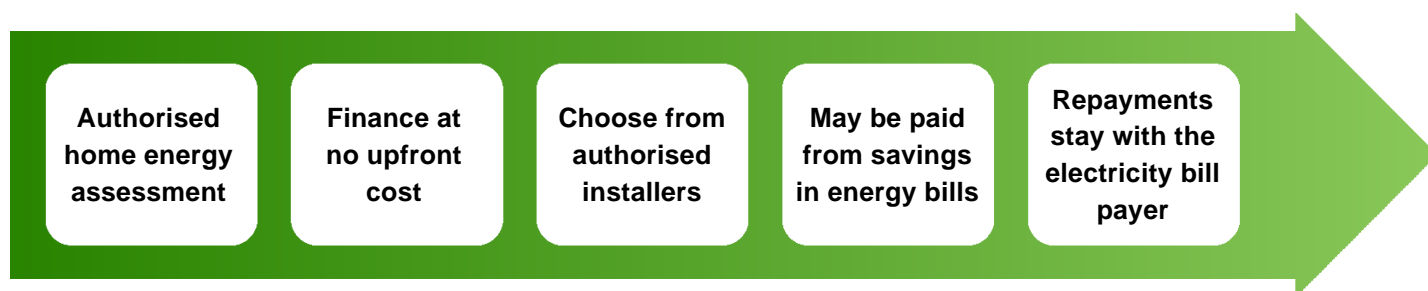 Authorised
home energy
assessment
Finance at
no upfront
cost
Choose from
authorised
installers
May be paid
from savings
in energy bills
Repayments
stay with the
electricity bill
payer